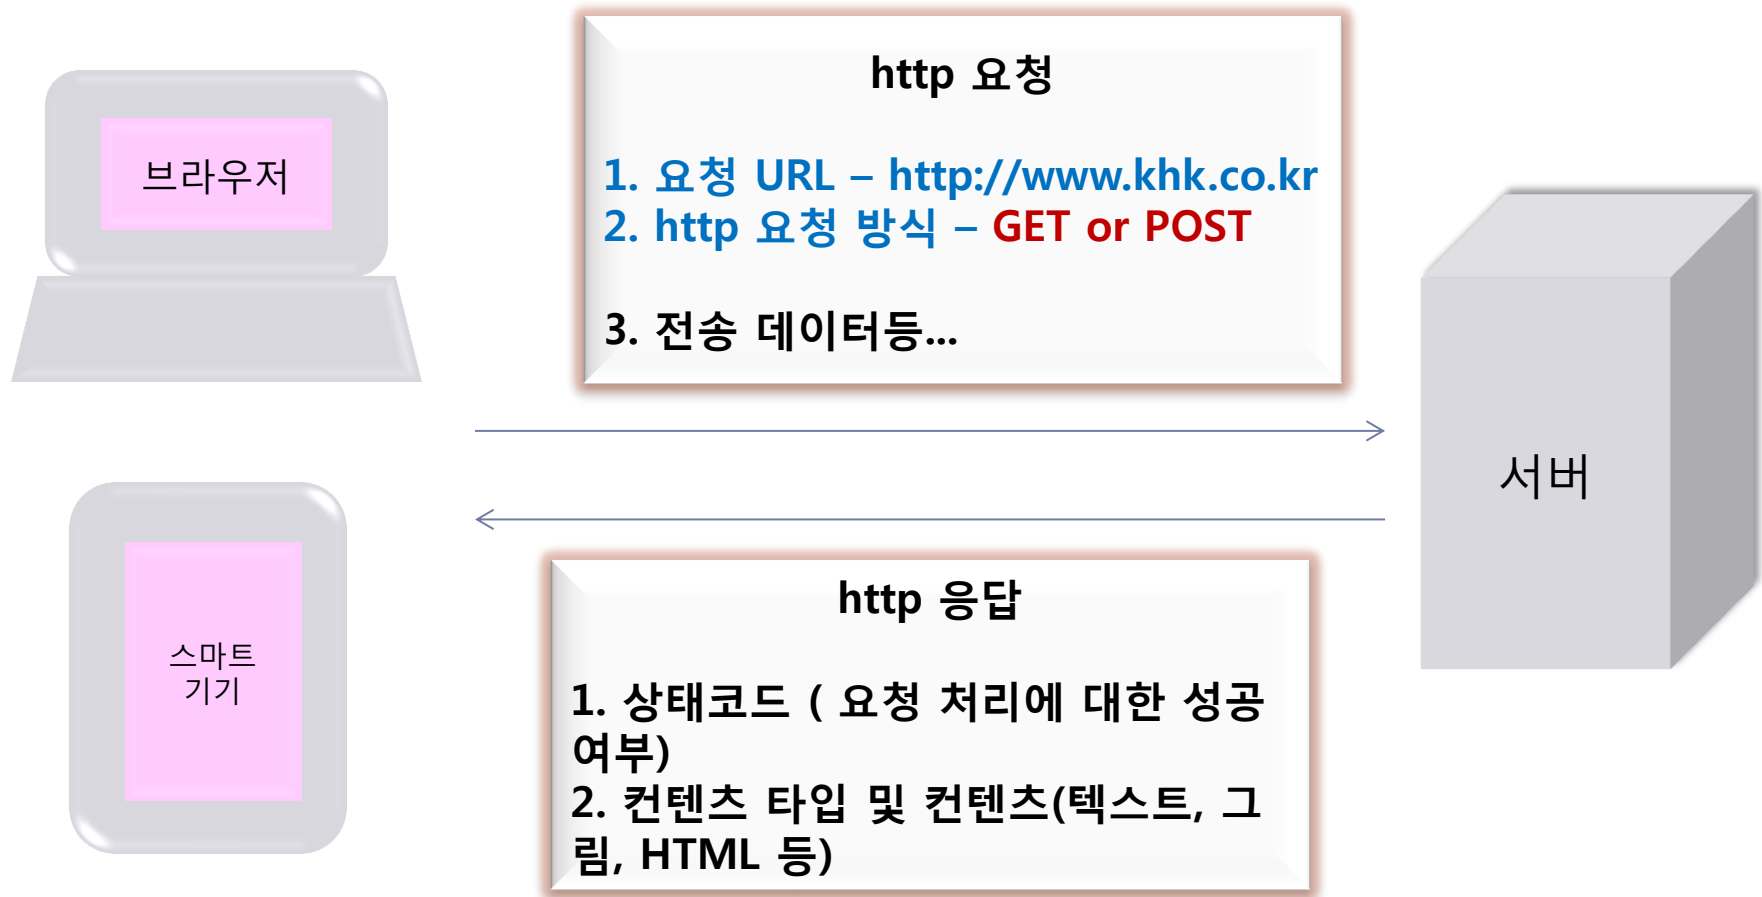 브라우저
http 요청
1. 요청 URL – http://www.khk.co.kr
2. http 요청 방식 – GET or POST
3. 전송 데이터등...
서버
스마트
기기
http 응답
1. 상태코드 ( 요청 처리에 대한 성공
여부)
2. 컨텐츠 타입 및 컨텐츠(텍스트, 그
림, HTML 등)